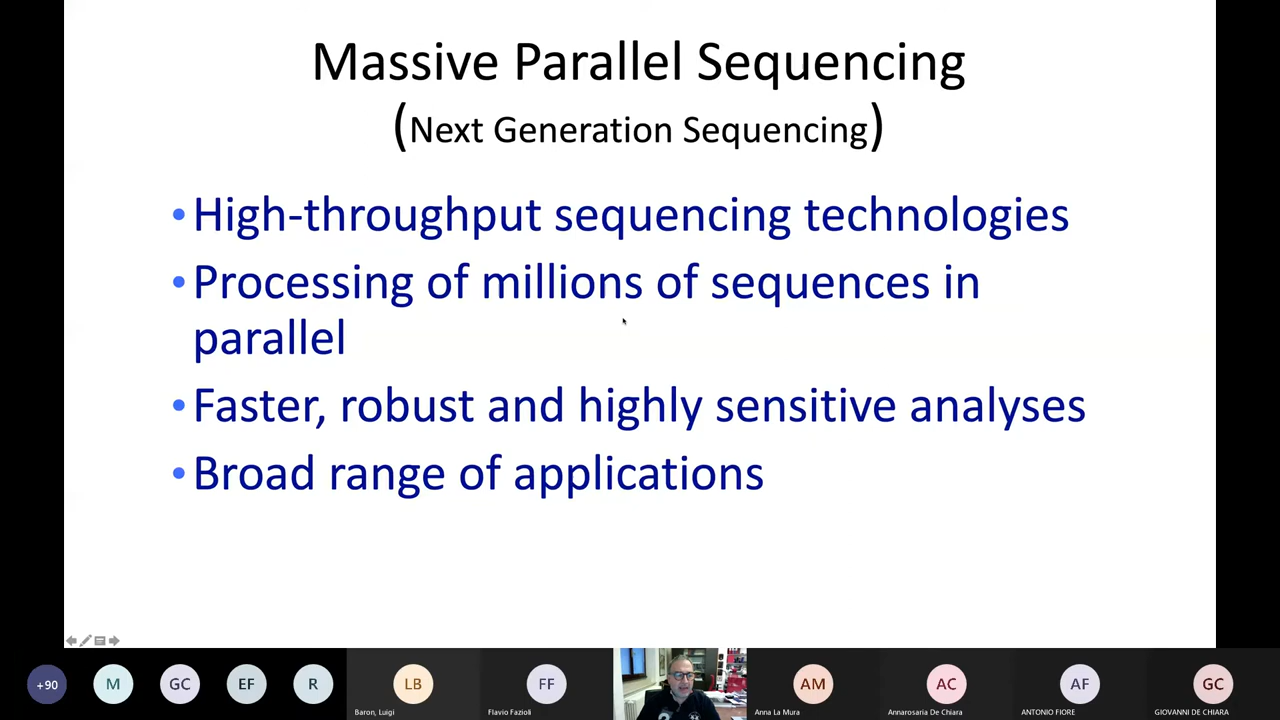 Massive Parallel Sequencing
(Next Generation Sequencing)
•High-throughput sequencing technologies
•Processing of millions of sequences in
parallel
•Faster, robust and highly sensitive analyses
•Broad range of applications
+90
M
GC
EF
R
LB
Baron, Luigi
FF
Flavio Fazioli
AM
Anna La Mura
AC
Annarosaria De Chiara
AF
ANTONIO FIORE
GC
GIOVANNI DE CHIARA